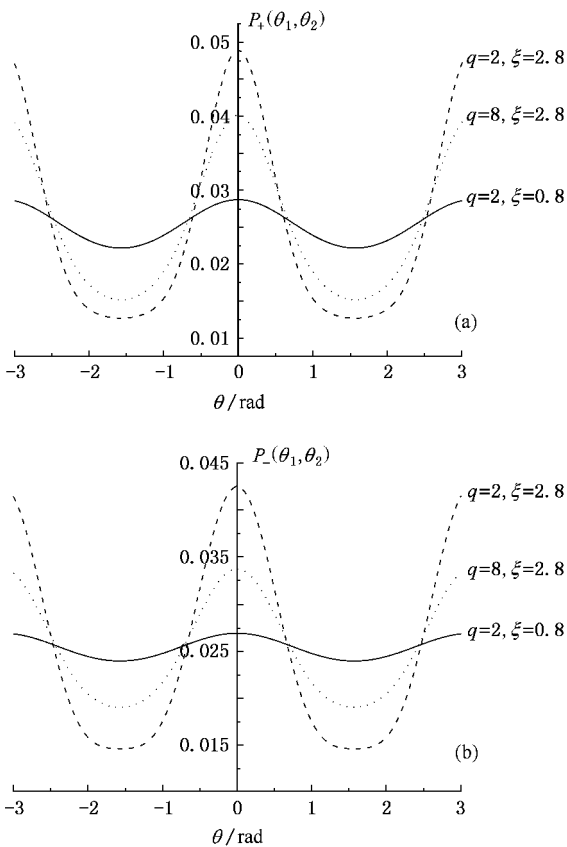 P₊(θ₁,θ₂)
0.05
q=2, ξ=2.8
0.04
q=8, ξ=2.8
0.03
q=2, ξ=0.8
0.02
0.01
(a)
-3 -2 -1 0 1 2 3
θ/rad
P₋(θ₁,θ₂)
0.045
q=2, ξ=2.8
0.035
q=8, ξ=2.8
q=2, ξ=0.8
0.025
0.015
(b)
-3 -2 -1 0 1 2 3
θ/rad